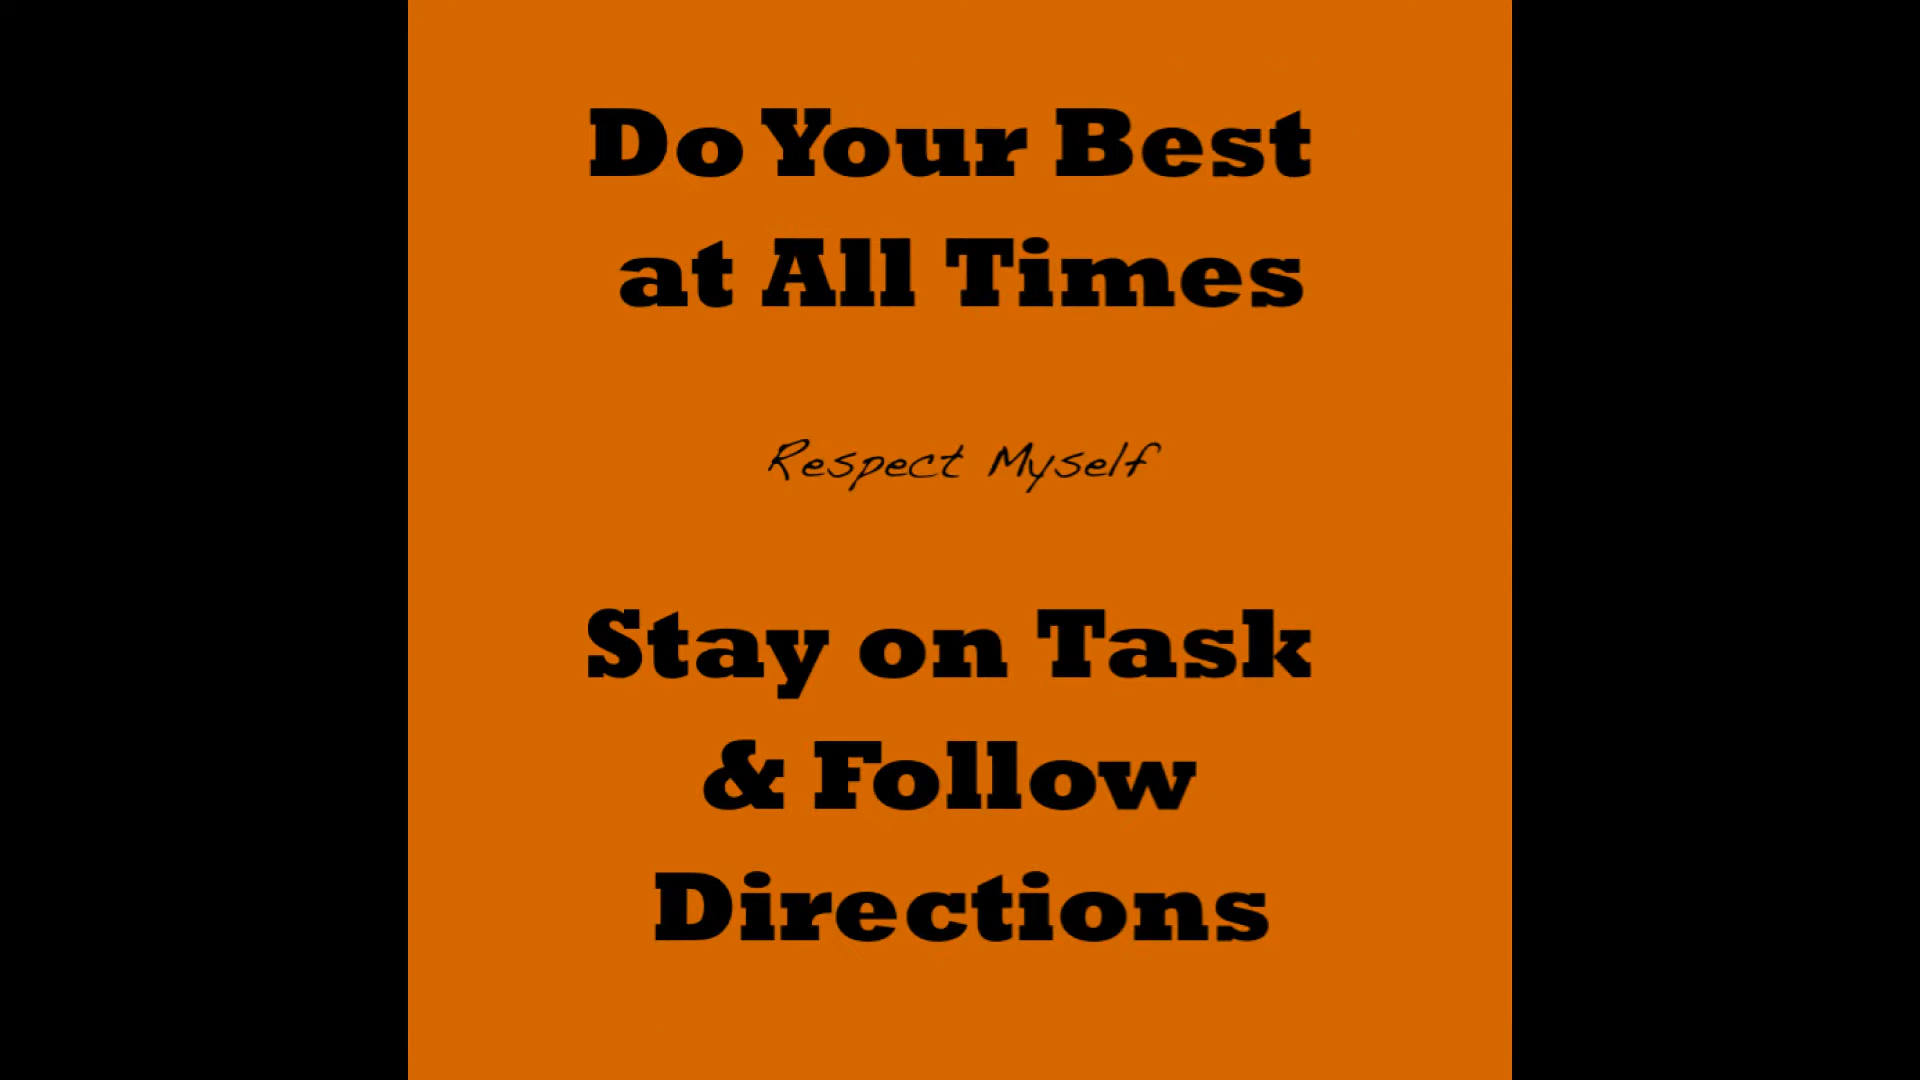 Do Your Best
at All Times
Respect Myself
Stay on Task
& Follow
Directions